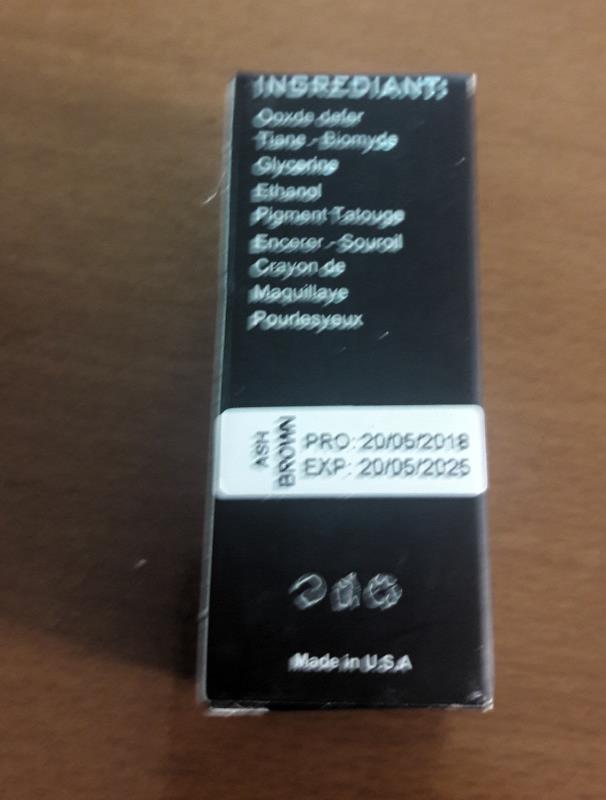 INGREDIANT:
Ooxde defer
Tiane - Biomyde
Glycerine
Ethanol
Pigment Tatouge
Encerer - Souroil
Crayon de
Maquillaye
Pourlesyeux
ASH
BROWN
PRO: 20/05/2018
EXP: 20/05/2025
Made in U.S.A